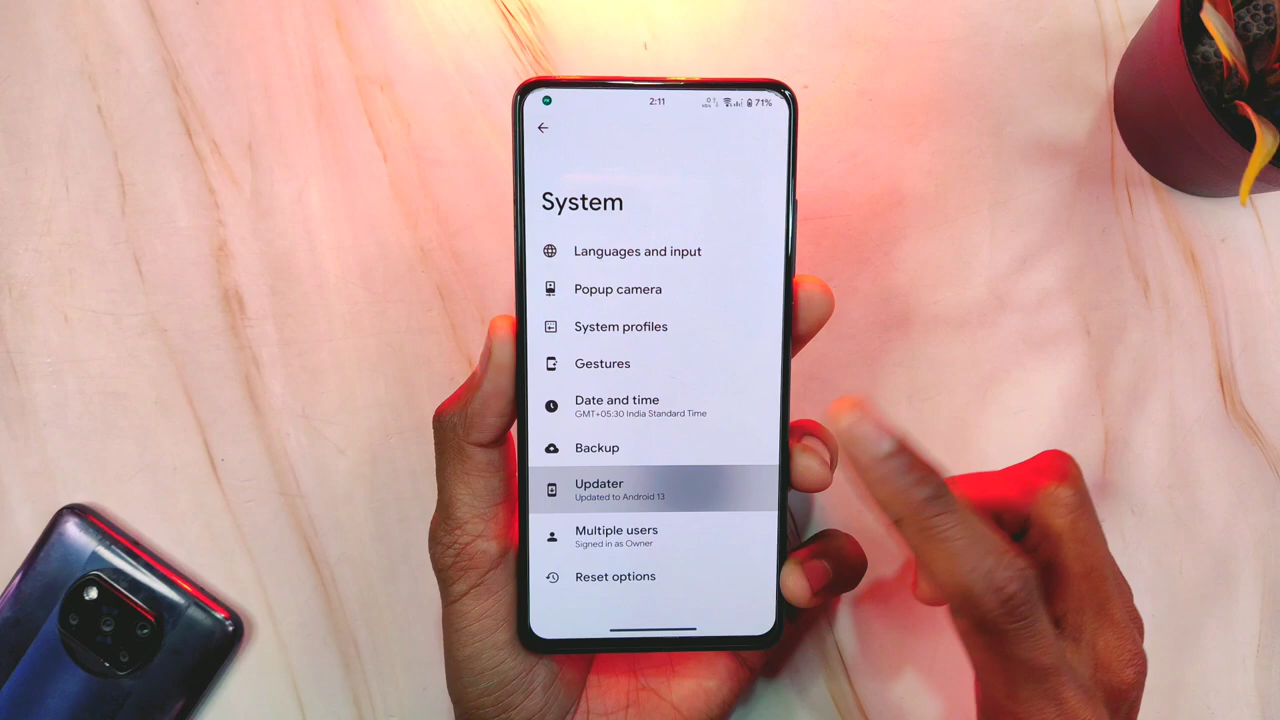 2:11
71%
System
Languages and input
Popup camera
System profiles
Gestures
Date and time
GMT+05:30 India Standard Time
Backup
Updater
Updated to Android 13
Multiple users
Signed in as Owner
Reset options